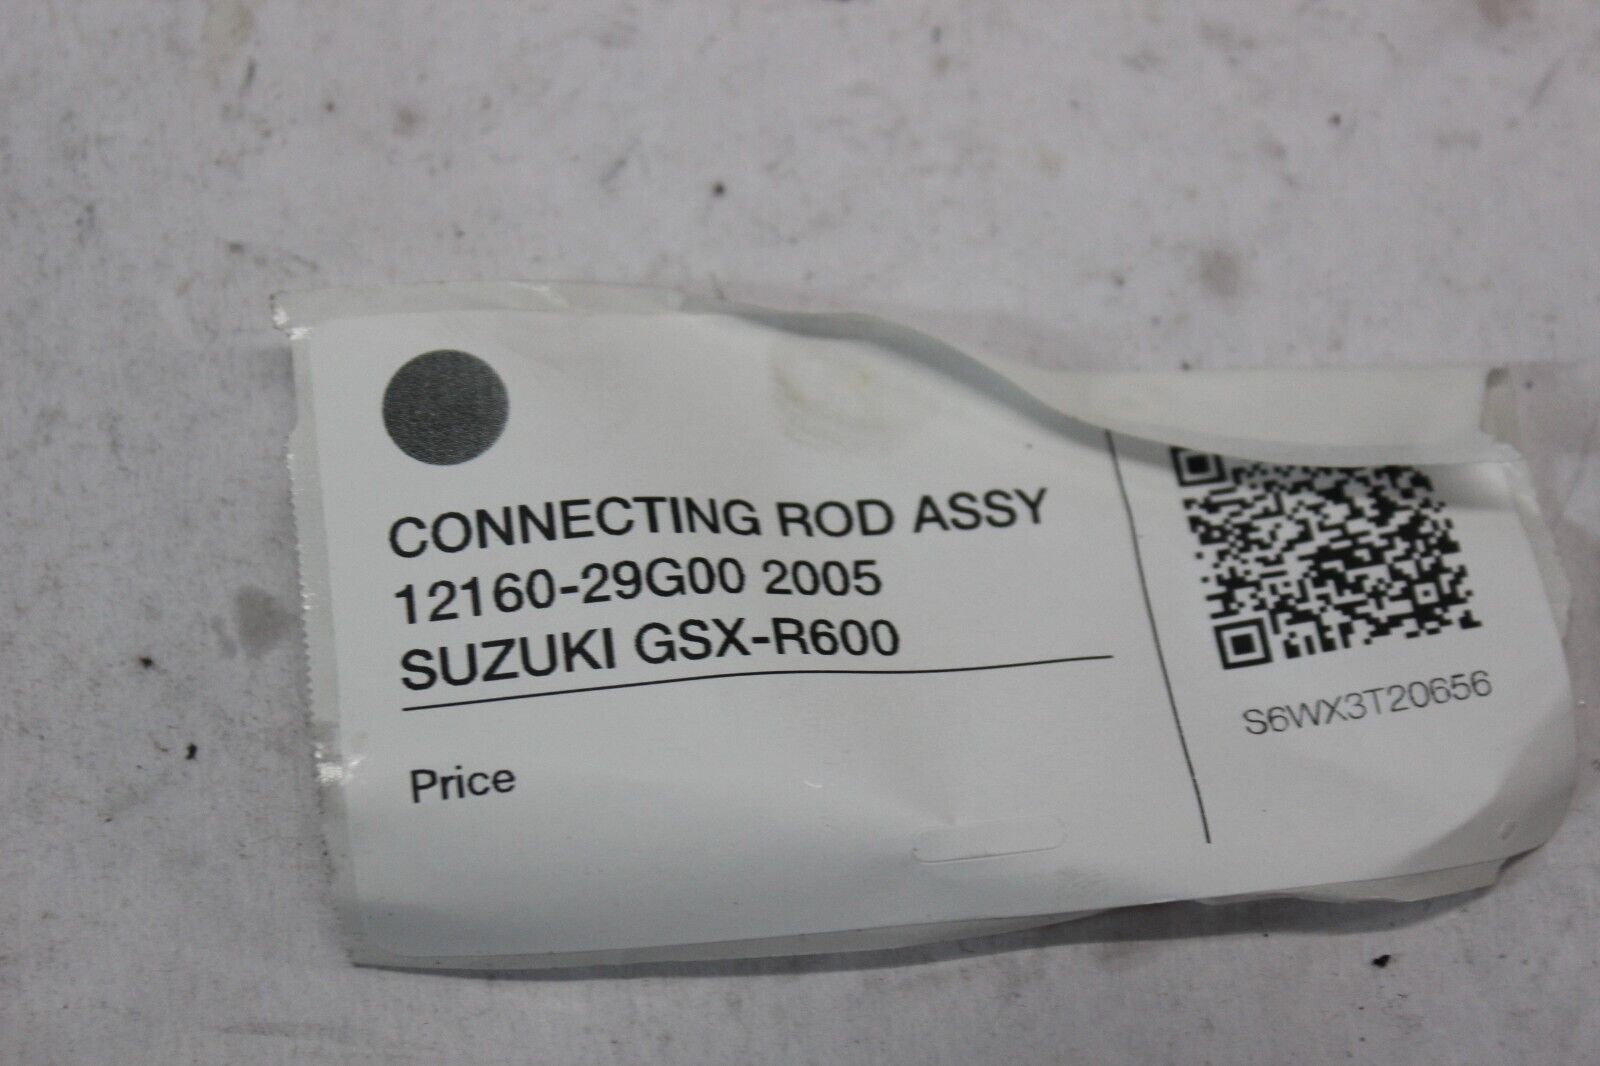 CONNECTING ROD ASSY
12160-29G00 2005
SUZUKI GSX-R600
Price
S6WX3T20656